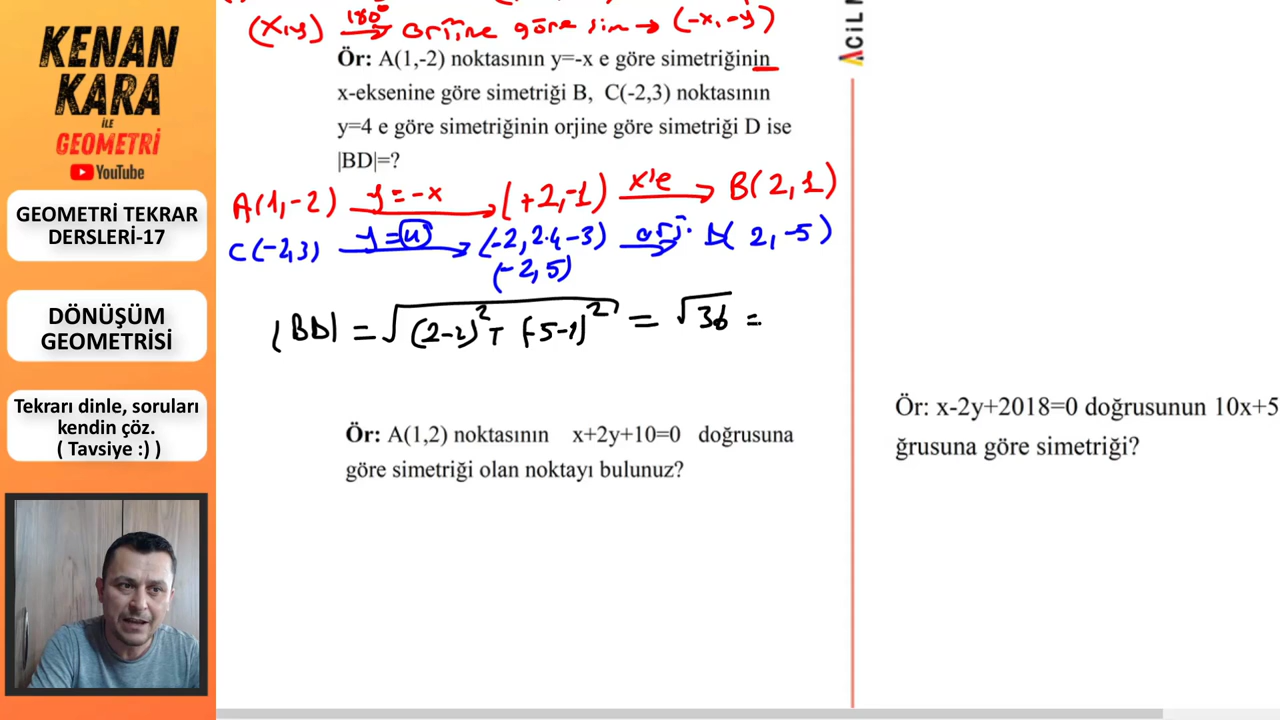 KENAN
KARA
İLE
GEOMETRİ
YouTube
GEOMETRİ TEKRAR
DERSLERİ-17
DÖNÜŞÜM
GEOMETRİSİ
Tekrarı dinle, soruları
kendin çöz.
( Tavsiye :) )
(x,y) 180° → orjine göre sim → (-x,-y)
Ör: A(1,-2) noktasının y=-x e göre simetriğinin
x-eksenine göre simetriği B, C(-2,3) noktasının
y=4 e göre simetriğinin orjine göre simetriği D ise
|BD|=?
A(1,-2) y=-x → (+2,-1) x'e → B(2,1)
C(-2,3) y=4 → (-2,2.4-3) orj. → D(2,-5)
(-2,5)
|BD| = √(2-2)² + (-5-1)² = √36 =
Ör: A(1,2) noktasının x+2y+10=0 doğrusuna
göre simetriği olan noktayı bulunuz?
ACİL M
Ör: x-2y+2018=0 doğrusunun 10x+5
ğrusuna göre simetriği?